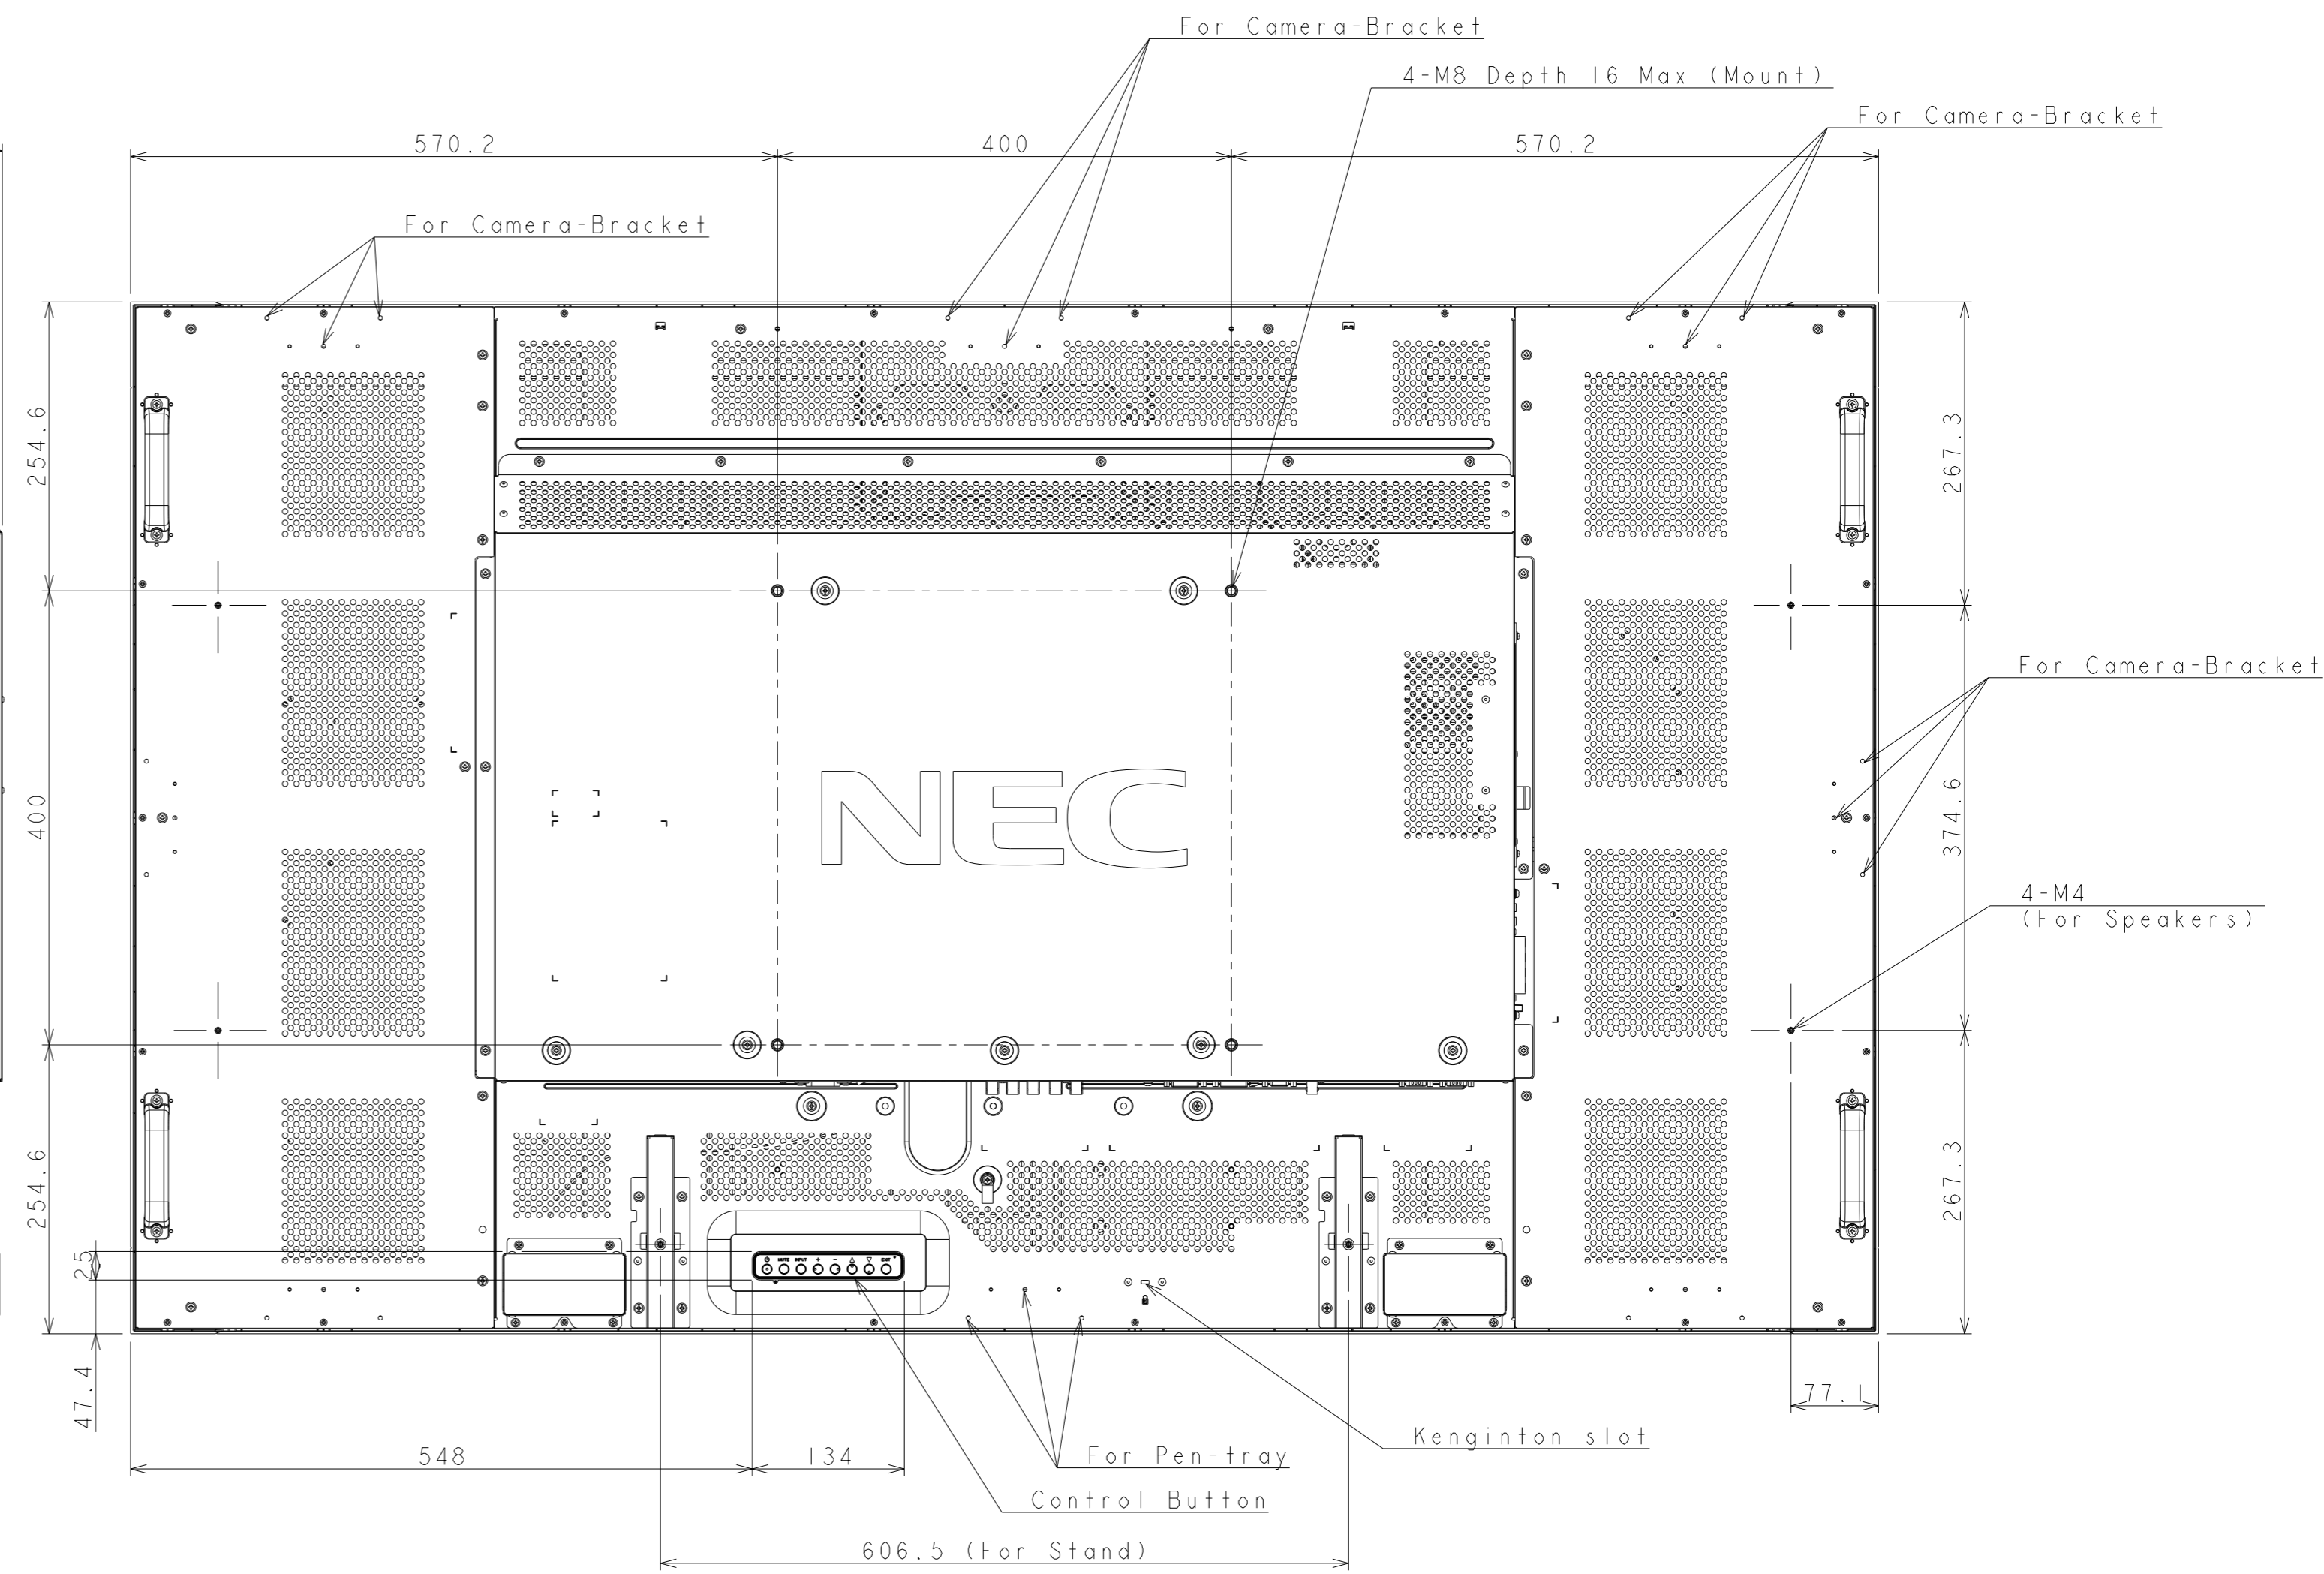 For Camera-Bracket
4-M8 Depth 16 Max (Mount)
For Camera-Bracket
570.2
400
570.2
For Camera-Bracket
254.6
267.3
For Camera-Bracket
NEC
400
374.6
4-M4
(For Speakers)
254.6
267.3
25
MUTE INPUT + − △ ▽ EXIT
47.4
77.1
Kenginton slot
548
134
For Pen-tray
Control Button
606.5 (For Stand)